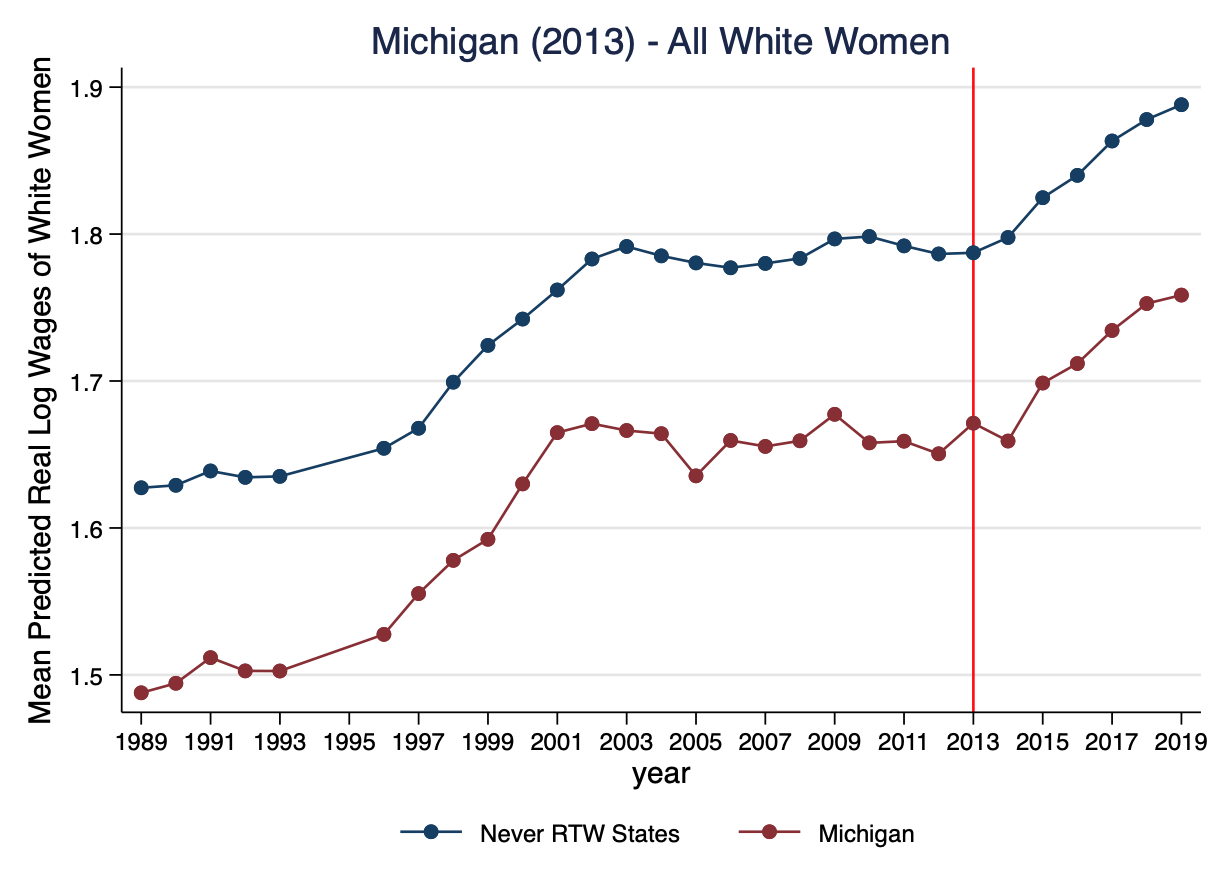 Michigan (2013) - All White Women
Mean Predicted Real Log Wages of White Women
1.9
1.8
1.7
1.6
1.5
1989 1991 1993 1995 1997 1999 2001 2003 2005 2007 2009 2011 2013 2015 2017 2019
year
Never RTW States Michigan